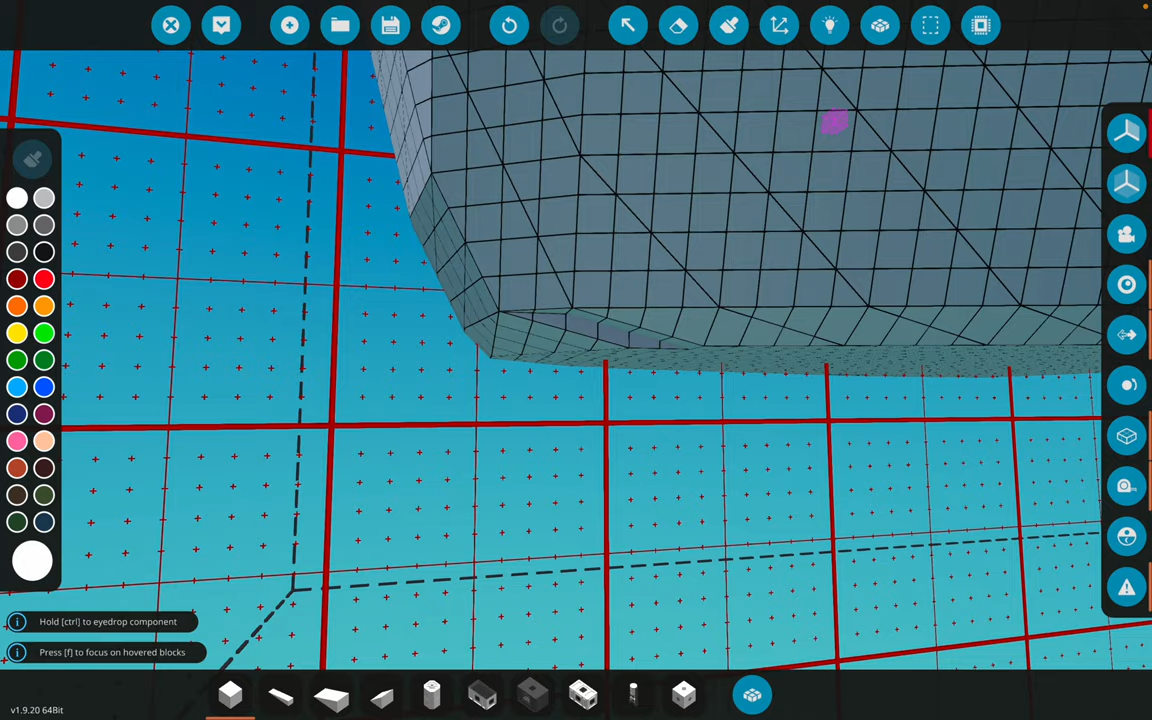 Hold [ctrl] to eyedrop component
Press [f] to focus on hovered blocks
v1.9.20 64Bit